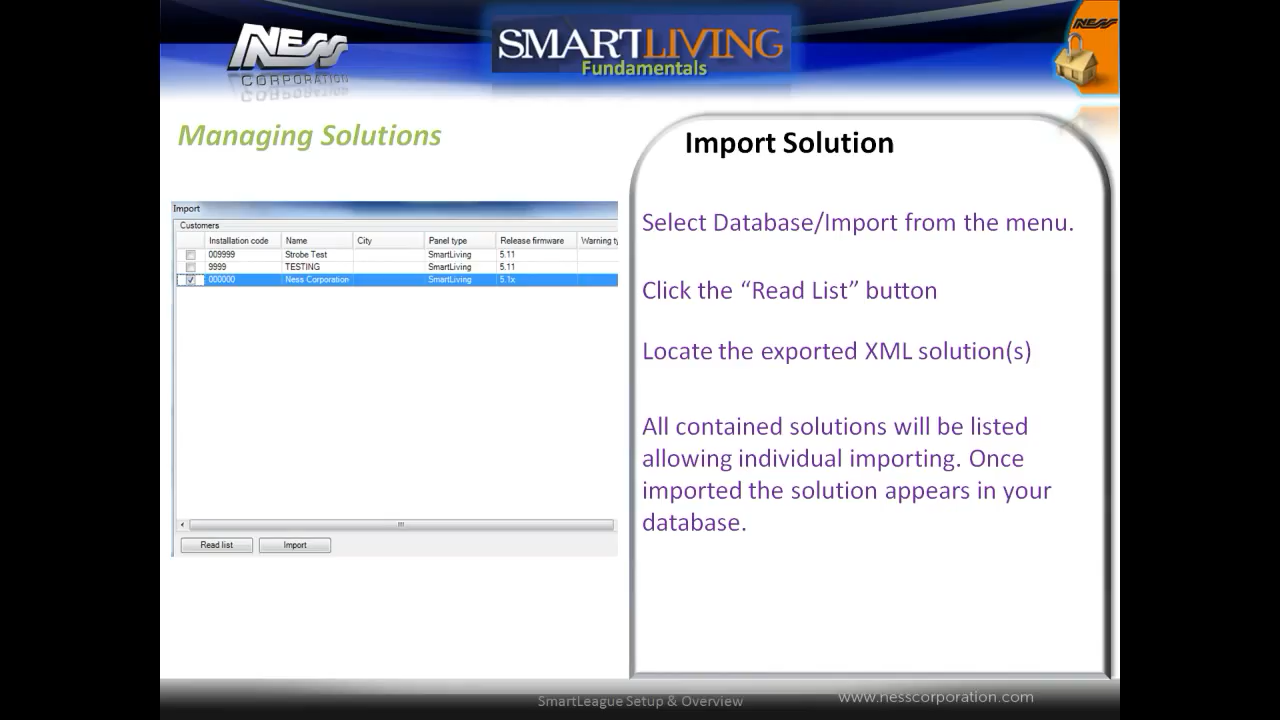 NESS
CORPORATION
SMARTLIVING
Fundamentals
NESS
Managing Solutions
Import Solution
Import
Customers
Installation code Name City Panel type Release firmware Warning ty
009999 Strobe Test SmartLiving 5.11
9999 TESTING SmartLiving 5.11
000000 Ness Corporation SmartLiving 5.1x
Read list Import
Select Database/Import from the menu.
Click the “Read List” button
Locate the exported XML solution(s)
All contained solutions will be listed
allowing individual importing. Once
imported the solution appears in your
database.
SmartLeague Setup & Overview
www.nesscorporation.com